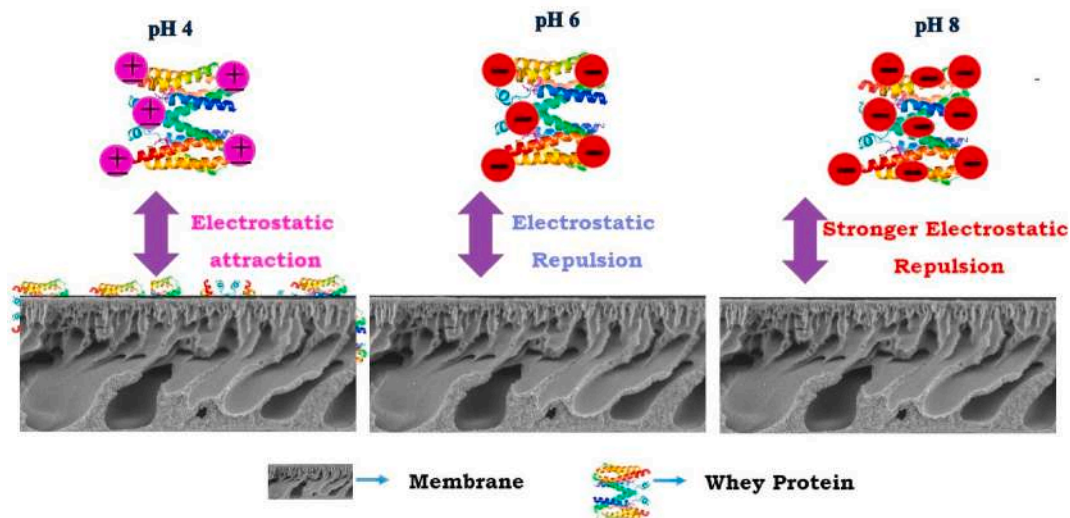 pH 4
pH 6
pH 8
Electrostatic
attraction
Electrostatic
Repulsion
Stronger Electrostatic
Repulsion
Membrane
Whey Protein